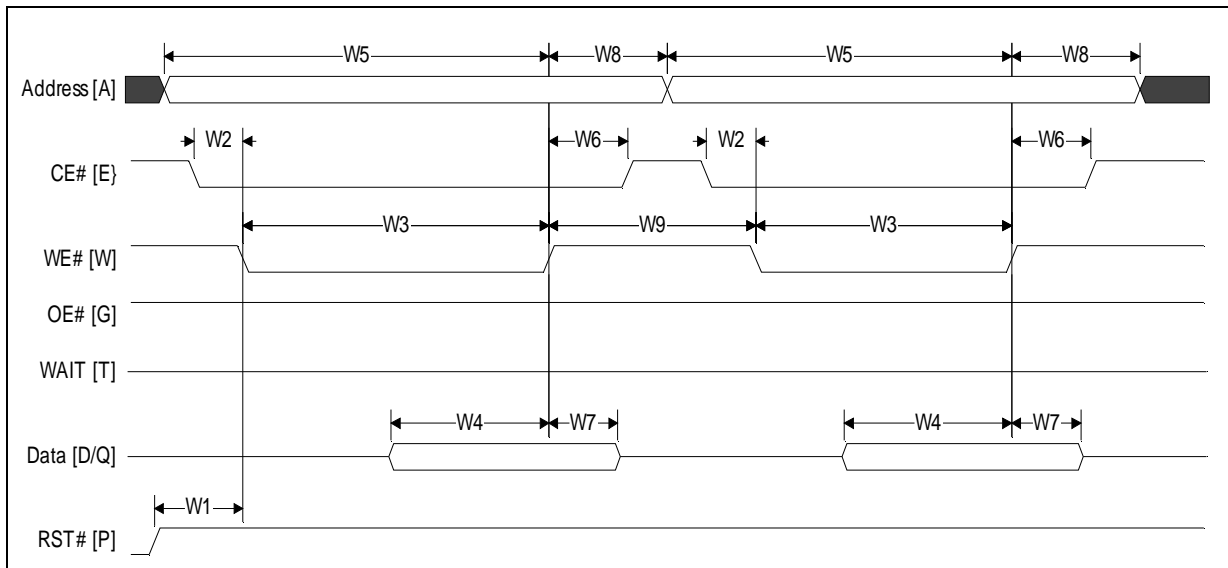 W5 W8 W5 W8
Address [A]
W2 W6 W2 W6
CE# [E}
W3 W9 W3
WE# [W]
OE# [G]
WAIT [T]
W4 W7 W4 W7
Data [D/Q]
W1
RST# [P]